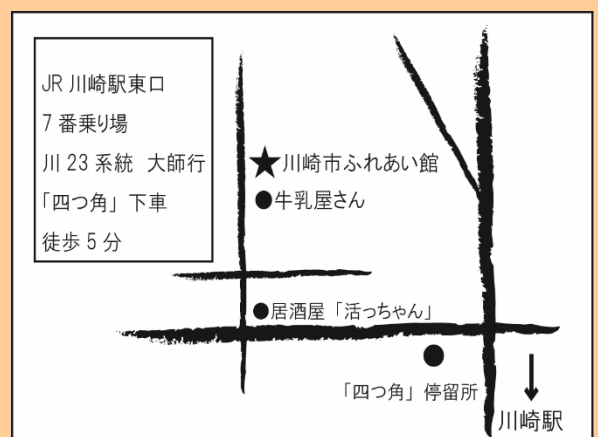 JR 川崎駅東口
7 番乗り場
川 23 系統 大師行
「四つ角」下車
徒歩 5 分
★川崎市ふれあい館
●牛乳屋さん
●居酒屋「活っちゃん」
「四つ角」停留所
川崎駅